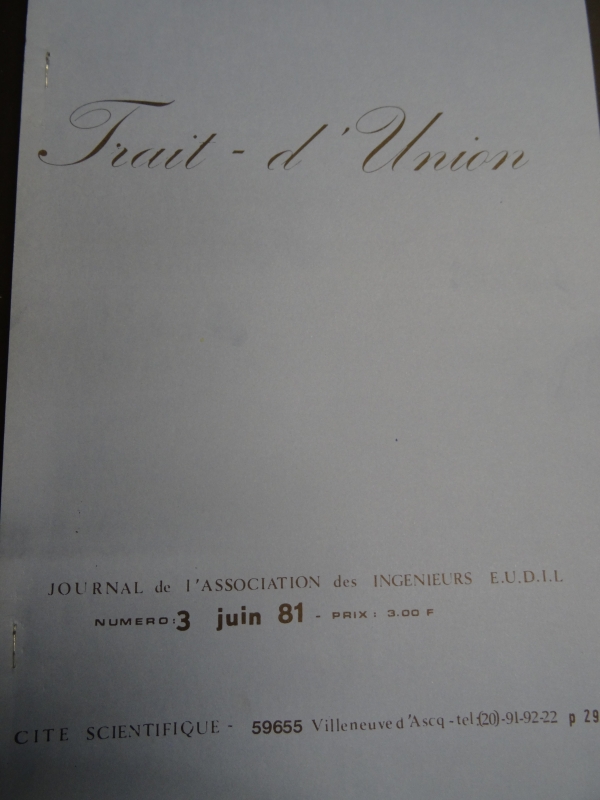 Trait - d'Union
JOURNAL de l'ASSOCIATION des INGENIEURS E.U.D.I.L
NUMERO: 3 juin 81 - PRIX : 3.00 F
CITE SCIENTIFIQUE - 59655 Villeneuve d'Ascq - tel:(20)-91-92-22 p 29